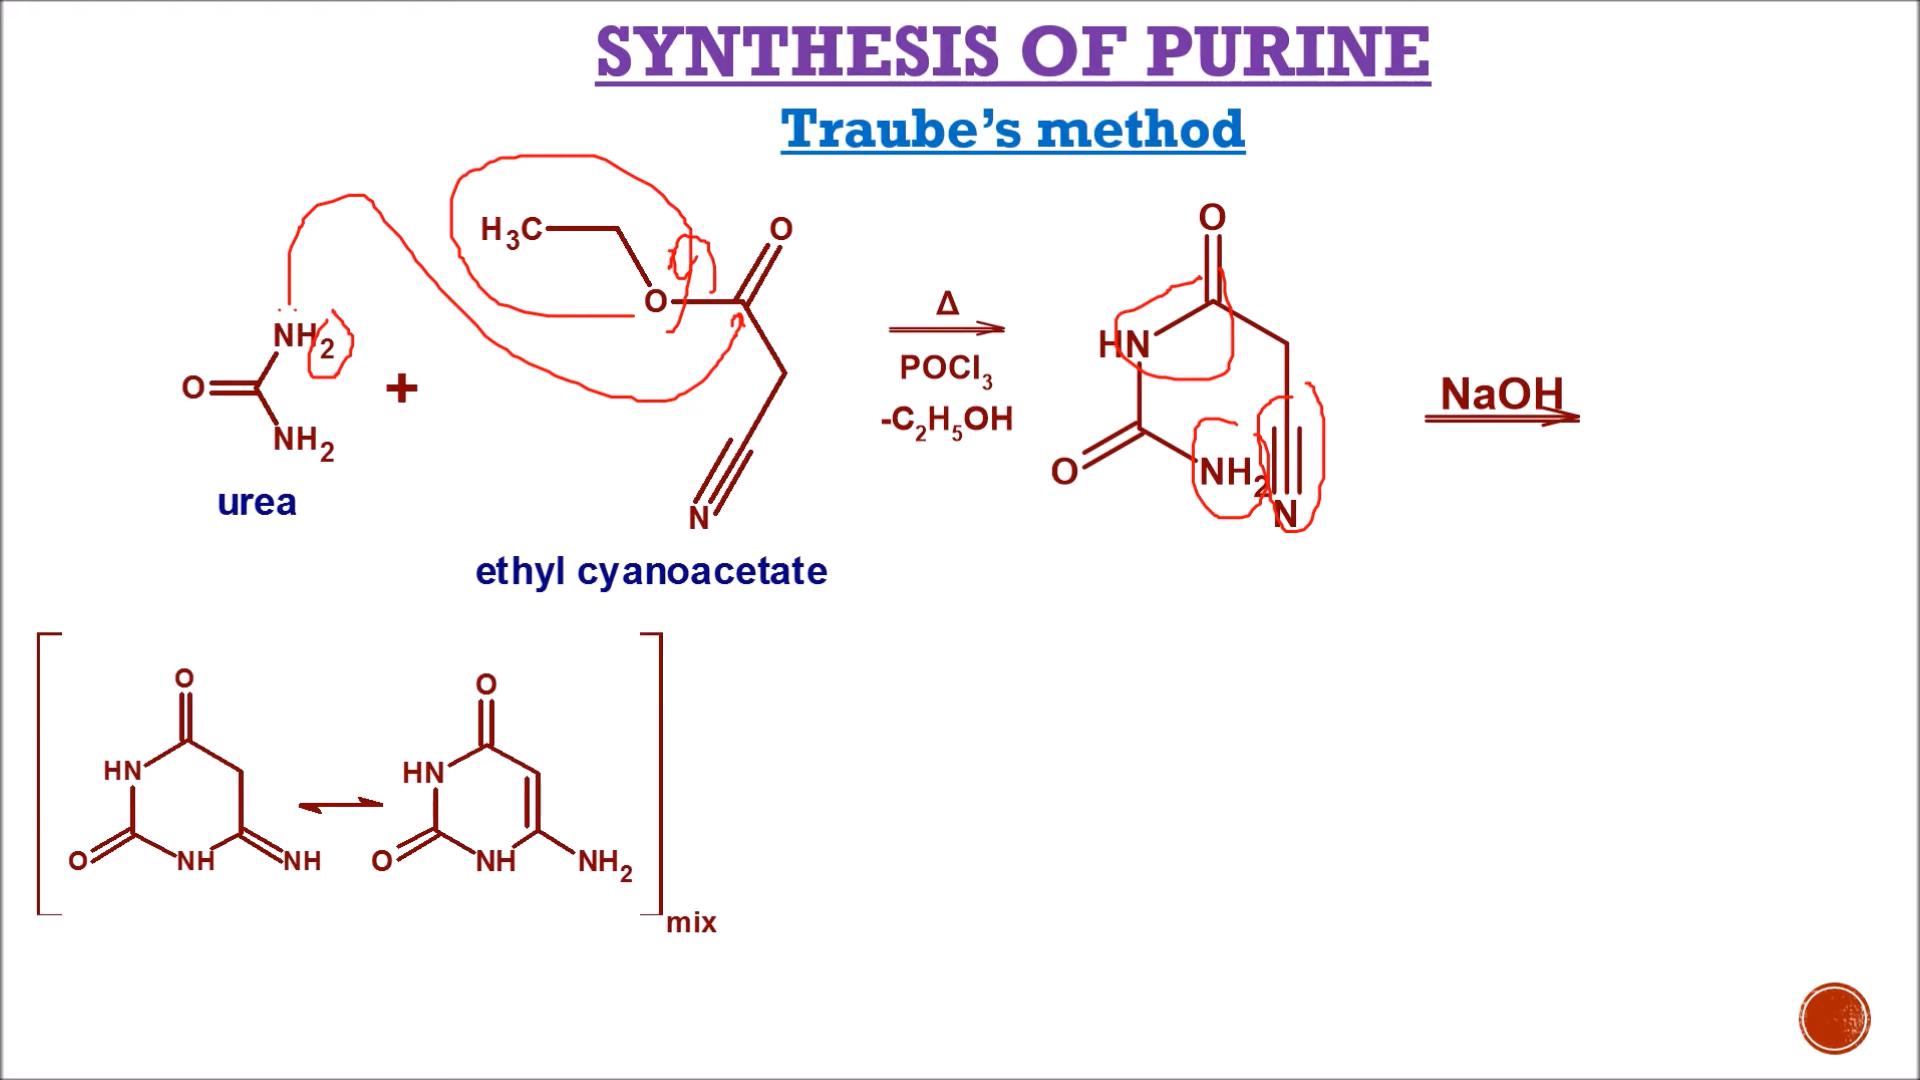 SYNTHESIS OF PURINE
Traube's method
H₃C
O
O
NH₂
O
NH₂
+
urea
N
ethyl cyanoacetate
Δ
POCl₃
-C₂H₅OH
O
HN
O
NH₂
N
NaOH
O
HN
O
NH
NH
O
HN
O
NH
NH₂
mix